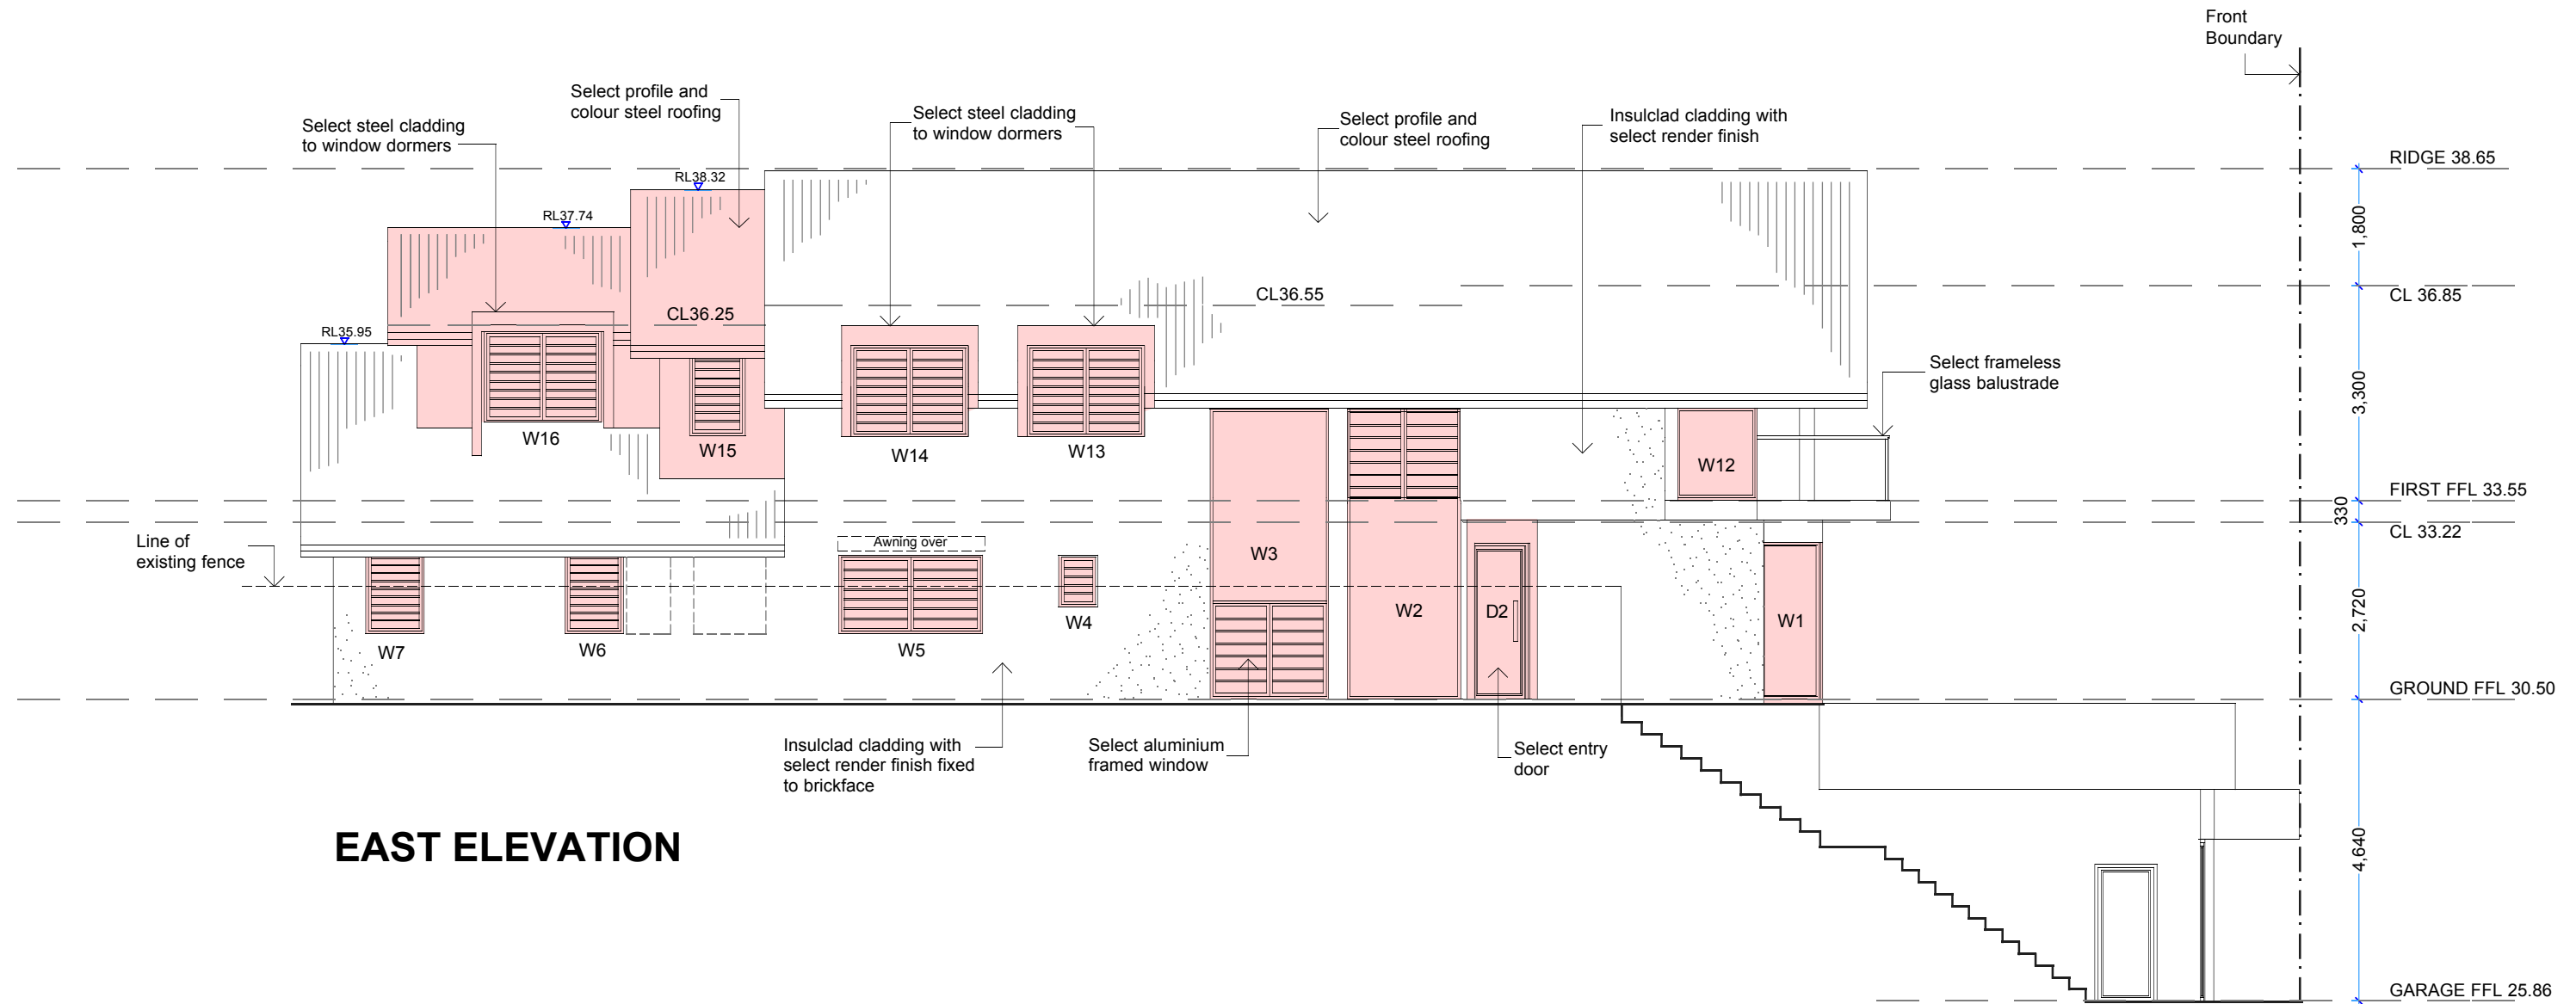 Front
Boundary
Select profile and
colour steel roofing
Select steel cladding
to window dormers
Select steel cladding
to window dormers
Select profile and
colour steel roofing
Insulclad cladding with
select render finish
RIDGE 38.65
RL38.32
RL37.74
1,800
CL36.55
CL 36.85
CL36.25
RL35.95
Select frameless
glass balustrade
3,300
W16
W15
W14
W13
W12
FIRST FFL 33.55
330
CL 33.22
Line of
existing fence
Awning over
W3
W7
W6
W5
W4
W2
D2
W1
2,720
GROUND FFL 30.50
Insulclad cladding with
select render finish fixed
to brickface
Select aluminium
framed window
Select entry
door
EAST ELEVATION
4,640
GARAGE FFL 25.86